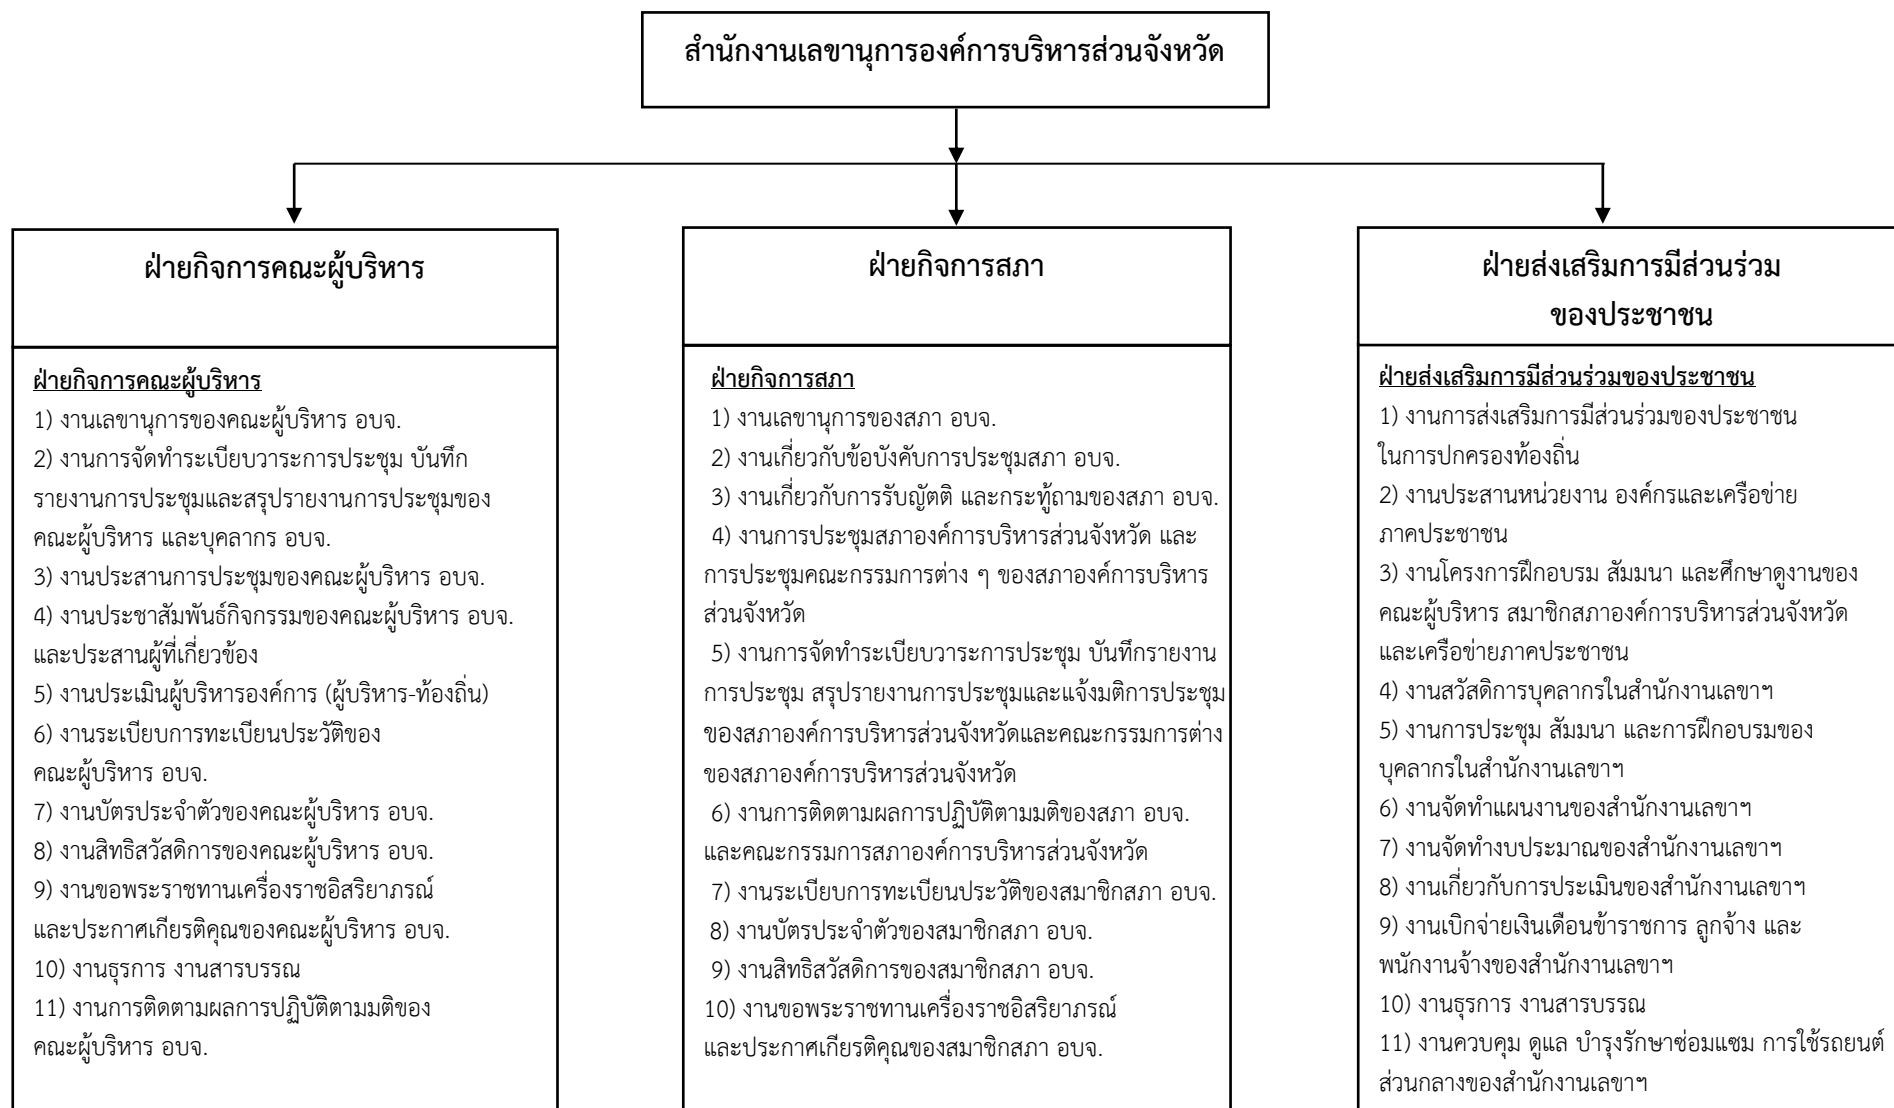 สำนักงานเลขานุการองค์การบริหารส่วนจังหวัด
ฝ่ายกิจการคณะผู้บริหาร
ฝ่ายกิจการคณะผู้บริหาร
1) งานเลขานุการของคณะผู้บริหาร อบจ.
2) งานการจัดทำระเบียบวาระการประชุม บันทึก
รายงานการประชุมและสรุปรายงานการประชุมของ
คณะผู้บริหาร และบุคลากร อบจ.
3) งานประสานการประชุมของคณะผู้บริหาร อบจ.
4) งานประชาสัมพันธ์กิจกรรมของคณะผู้บริหาร อบจ.
และประสานผู้ที่เกี่ยวข้อง
5) งานประเมินผู้บริหารองค์การ (ผู้บริหาร-ท้องถิ่น)
6) งานระเบียบการทะเบียนประวัติของ
คณะผู้บริหาร อบจ.
7) งานบัตรประจำตัวของคณะผู้บริหาร อบจ.
8) งานสิทธิสวัสดิการของคณะผู้บริหาร อบจ.
9) งานขอพระราชทานเครื่องราชอิสริยาภรณ์
และประกาศเกียรติคุณของคณะผู้บริหาร อบจ.
10) งานธุรการ งานสารบรรณ
11) งานการติดตามผลการปฏิบัติตามมติของ
คณะผู้บริหาร อบจ.
ฝ่ายกิจการสภา
ฝ่ายกิจการสภา
1) งานเลขานุการของสภา อบจ.
2) งานเกี่ยวกับข้อบังคับการประชุมสภา อบจ.
3) งานเกี่ยวกับการรับญัตติ และกระทู้ถามของสภา อบจ.
4) งานการประชุมสภาองค์การบริหารส่วนจังหวัด และ
การประชุมคณะกรรมการต่าง ๆ ของสภาองค์การบริหาร
ส่วนจังหวัด
5) งานการจัดทำระเบียบวาระการประชุม บันทึกรายงาน
การประชุม สรุปรายงานการประชุมและแจ้งมติการประชุม
ของสภาองค์การบริหารส่วนจังหวัดและคณะกรรมการต่าง
ของสภาองค์การบริหารส่วนจังหวัด
6) งานการติดตามผลการปฏิบัติตามมติของสภา อบจ.
และคณะกรรมการสภาองค์การบริหารส่วนจังหวัด
7) งานระเบียบการทะเบียนประวัติของสมาชิกสภา อบจ.
8) งานบัตรประจำตัวของสมาชิกสภา อบจ.
9) งานสิทธิสวัสดิการของสมาชิกสภา อบจ.
10) งานขอพระราชทานเครื่องราชอิสริยาภรณ์
และประกาศเกียรติคุณของสมาชิกสภา อบจ.
ฝ่ายส่งเสริมการมีส่วนร่วม
ของประชาชน
ฝ่ายส่งเสริมการมีส่วนร่วมของประชาชน
1) งานการส่งเสริมการมีส่วนร่วมของประชาชน
ในการปกครองท้องถิ่น
2) งานประสานหน่วยงาน องค์กรและเครือข่าย
ภาคประชาชน
3) งานโครงการฝึกอบรม สัมมนา และศึกษาดูงานของ
คณะผู้บริหาร สมาชิกสภาองค์การบริหารส่วนจังหวัด
และเครือข่ายภาคประชาชน
4) งานสวัสดิการบุคลากรในสำนักงานเลขาฯ
5) งานการประชุม สัมมนา และการฝึกอบรมของ
บุคลากรในสำนักงานเลขาฯ
6) งานจัดทำแผนงานของสำนักงานเลขาฯ
7) งานจัดทำงบประมาณของสำนักงานเลขาฯ
8) งานเกี่ยวกับการประเมินของสำนักงานเลขาฯ
9) งานเบิกจ่ายเงินเดือนข้าราชการ ลูกจ้าง และ
พนักงานจ้างของสำนักงานเลขาฯ
10) งานธุรการ งานสารบรรณ
11) งานควบคุม ดูแล บำรุงรักษาซ่อมแซม การใช้รถยนต์
ส่วนกลางของสำนักงานเลขาฯ